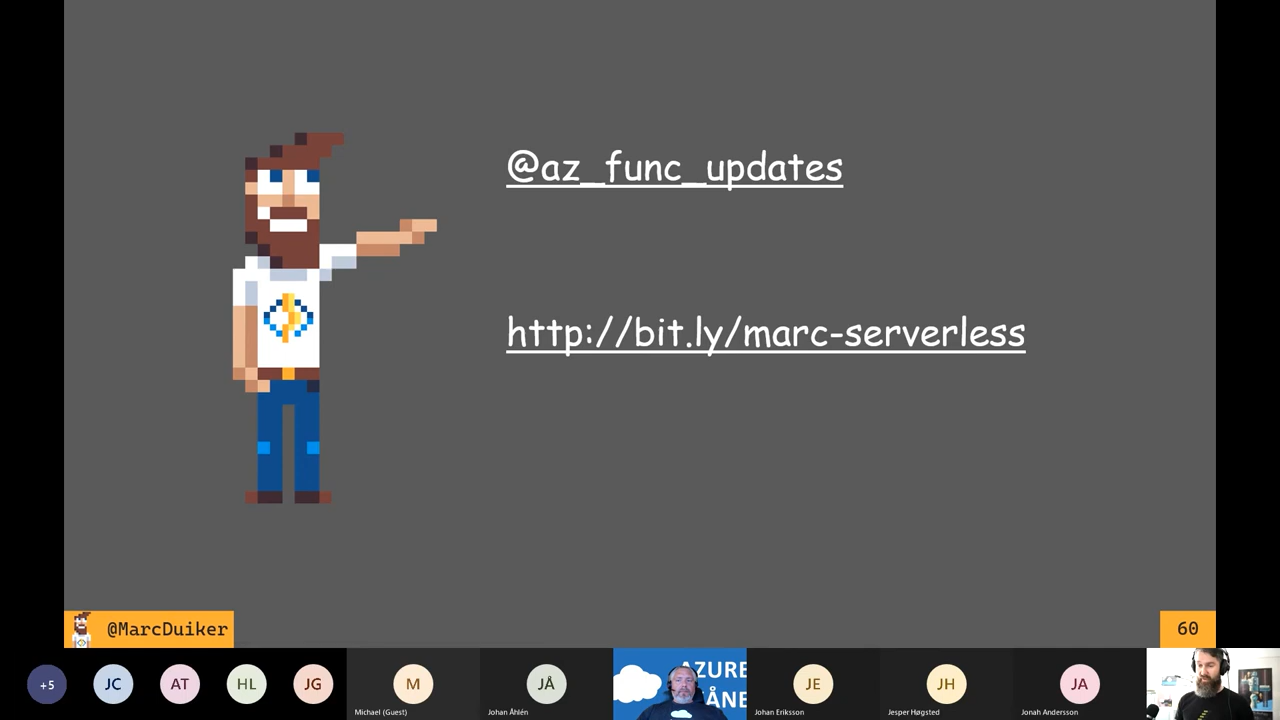 @az_func_updates
http://bit.ly/marc-serverless
@MarcDuiker
60
+5
JC
AT
HL
JG
M
Michael (Guest)
JÅ
Johan Åhlén
AZURE
ÅNE
JE
Johan Eriksson
JH
Jesper Høgsted
JA
Jonah Andersson